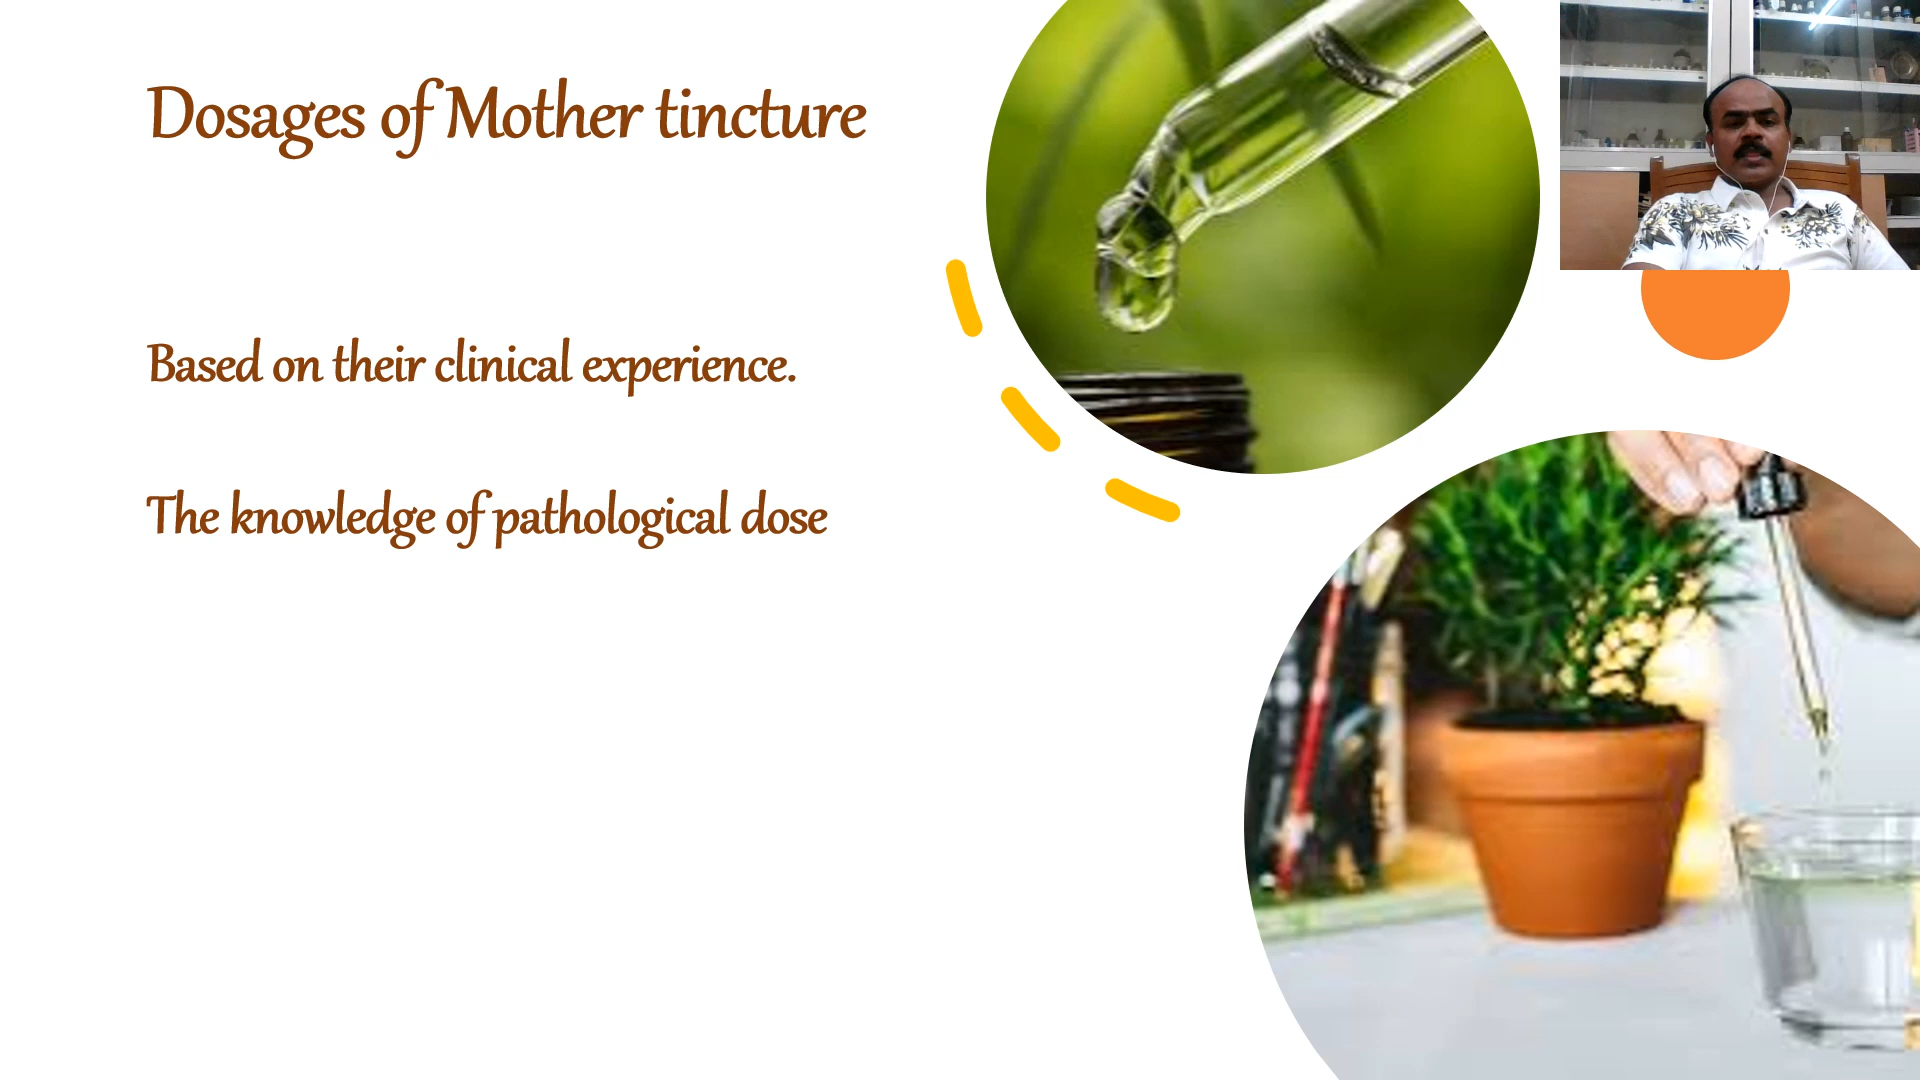 Dosages of Mother tincture
Based on their clinical experience.
The knowledge of pathological dose